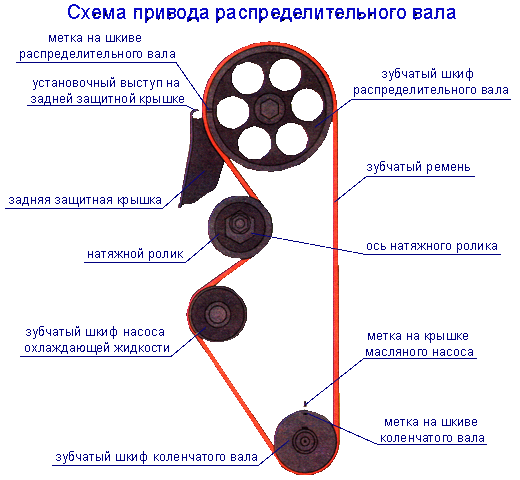 Схема привода распределительного вала
метка на шкиве
распределительного вала
установочный выступ на
задней защитной крышке
зубчатый шкиф
распределительного вала
зубчатый ремень
задняя защитная крышка
натяжной ролик
ось натяжного ролика
зубчатый шкиф насоса
охлаждающей жидкости
метка на крышке
масляного насоса
метка на шкиве
коленчатого вала
зубчатый шкиф коленчатого вала